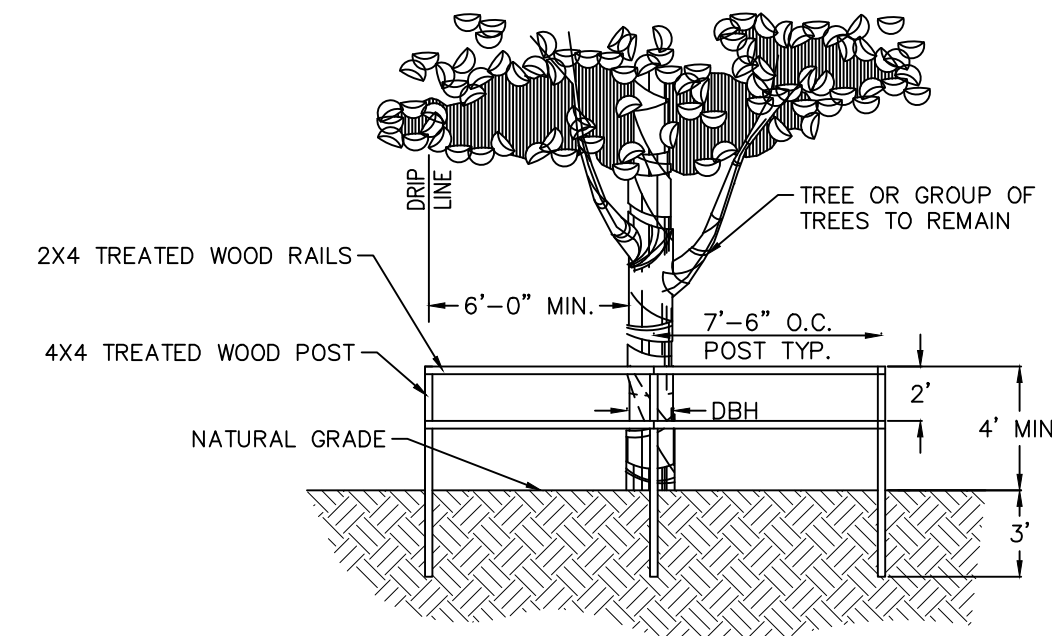 DRIP
LINE
TREE OR GROUP OF
TREES TO REMAIN
2X4 TREATED WOOD RAILS
6'-0" MIN.
7'-6" O.C.
POST TYP.
4X4 TREATED WOOD POST
2'
DBH
4' MIN
NATURAL GRADE
3'